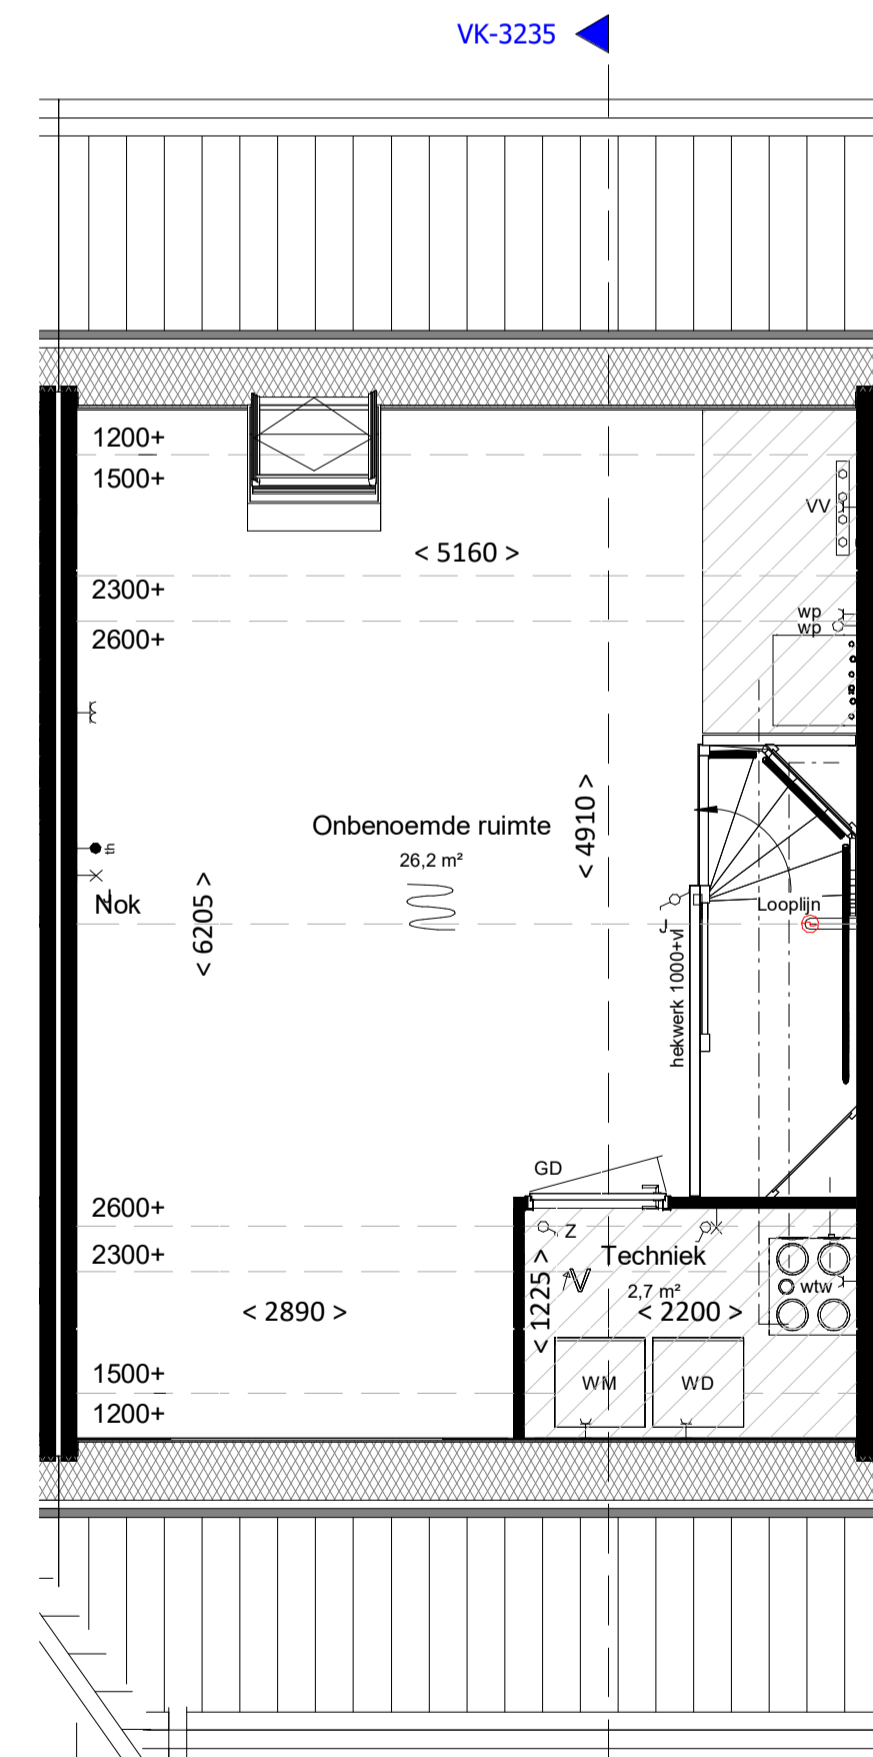 VK-3235
1200+
1500+
< 5160 >
VV
2300+
2600+
wp
wp
< 4910 >
Onbenoemde ruimte
26,2 m²
th
Nok
< 6205 >
Looplijn
J
hekwerk 1000+vl
GD
2600+
2300+
Z
Techniek
2,7 m²
wtw
< 1225 >
< 2890 >
< 2200 >
1500+
WM
WD
1200+